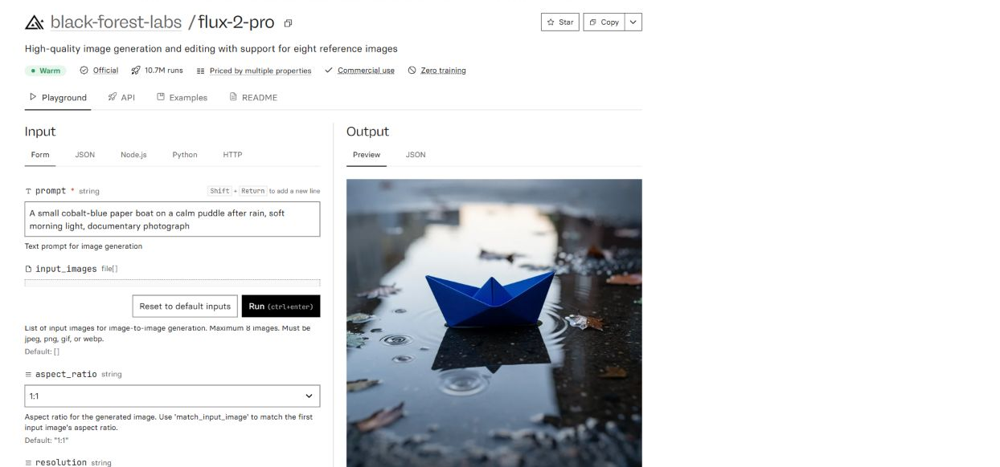 black-forest-labs / flux-2-pro
Star
Copy
High-quality image generation and editing with support for eight reference images
Warm
Official
10.7M runs
Priced by multiple properties
Commercial use
Zero training
Playground
API
Examples
README
Input
Form
JSON
Node.js
Python
HTTP
prompt * string
Shift + Return to add a new line
A small cobalt-blue paper boat on a calm puddle after rain, soft
morning light, documentary photograph
Text prompt for image generation
input_images file[]
Reset to default inputs
Run (ctrl+enter)
List of input images for image-to-image generation. Maximum 8 images. Must be
jpeg, png, gif, or webp.
Default: []
aspect_ratio string
1:1
Aspect ratio for the generated image. Use 'match_input_image' to match the first
input image's aspect ratio.
Default: "1:1"
resolution string
Output
Preview
JSON